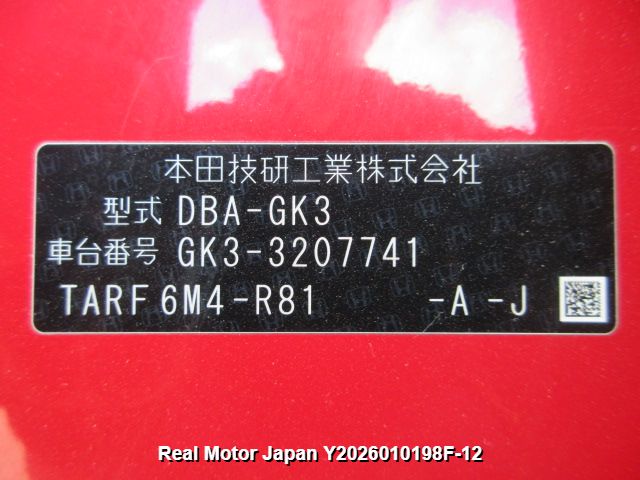 本田技研工業株式会社
型式 DBA-GK3
車台番号 GK3-3207741
TARF6M4-R81 -A-J
Real Motor Japan Y2026010198F-12